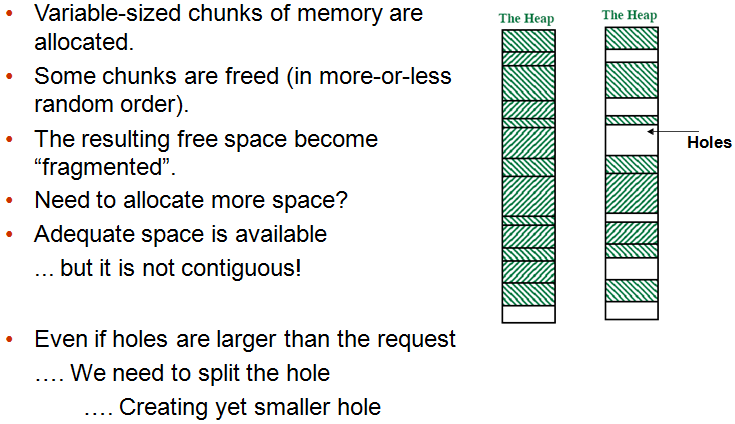 • Variable-sized chunks of memory are
allocated.
• Some chunks are freed (in more-or-less
random order).
• The resulting free space become
“fragmented”.
• Need to allocate more space?
• Adequate space is available
... but it is not contiguous!
• Even if holes are larger than the request
…. We need to split the hole
…. Creating yet smaller hole
The Heap
The Heap
Holes